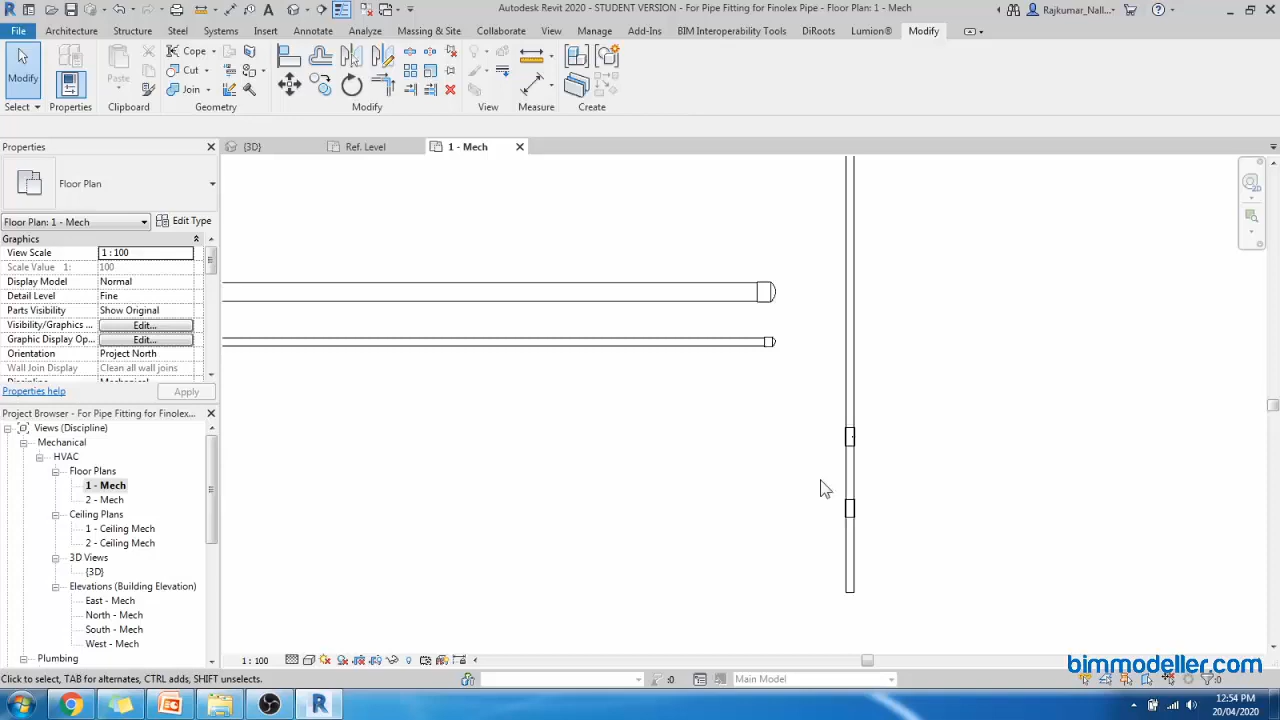 Autodesk Revit 2020 - STUDENT VERSION - For Pipe Fitting for Finolex Pipe - Floor Plan: 1 - Mech
Rajkumar_Nall...
File Architecture Structure Steel Systems Insert Annotate Analyze Massing & Site Collaborate View Manage Add-Ins BIM Interoperability Tools DiRoots Lumion® Modify
Modify Paste Cope Cut Join
Select Properties Clipboard Geometry Modify View Measure Create
Properties {3D} Ref. Level 1 - Mech
Floor Plan
Floor Plan: 1 - Mech Edit Type
Graphics
View Scale 1 : 100
Scale Value 1: 100
Display Model Normal
Detail Level Fine
Parts Visibility Show Original
Visibility/Graphics ... Edit...
Graphic Display Op... Edit...
Orientation Project North
Wall Join Display Clean all wall joins
Properties help Apply
Project Browser - For Pipe Fitting for Finolex...
Views (Discipline)
Mechanical
HVAC
Floor Plans
1 - Mech
2 - Mech
Ceiling Plans
1 - Ceiling Mech
2 - Ceiling Mech
3D Views
{3D}
Elevations (Building Elevation)
East - Mech
North - Mech
South - Mech
West - Mech
Plumbing
1 : 100
bimmodeller.com
Click to select, TAB for alternates, CTRL adds, SHIFT unselects. :0 Main Model :0
12:54 PM
20/04/2020